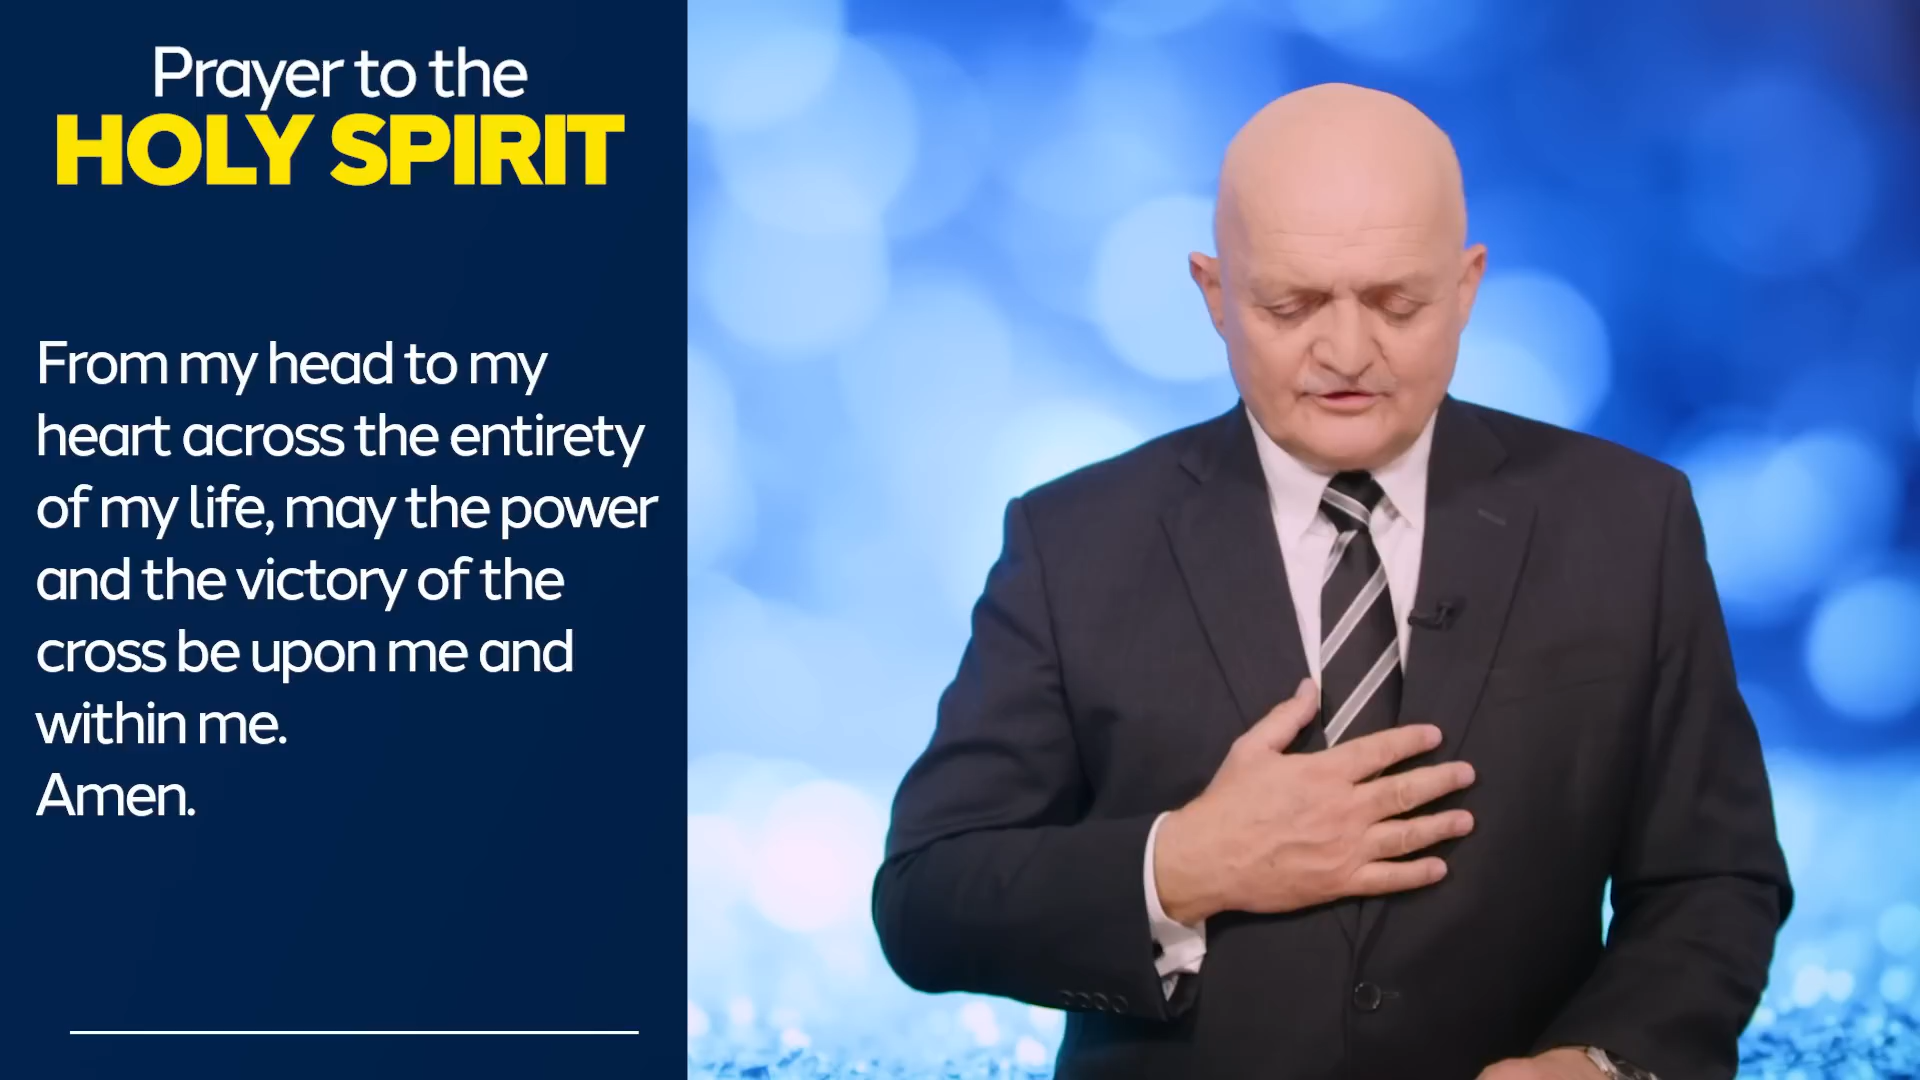 Prayer to the
HOLY SPIRIT
From my head to my
heart across the entirety
of my life, may the power
and the victory of the
cross be upon me and
within me.
Amen.